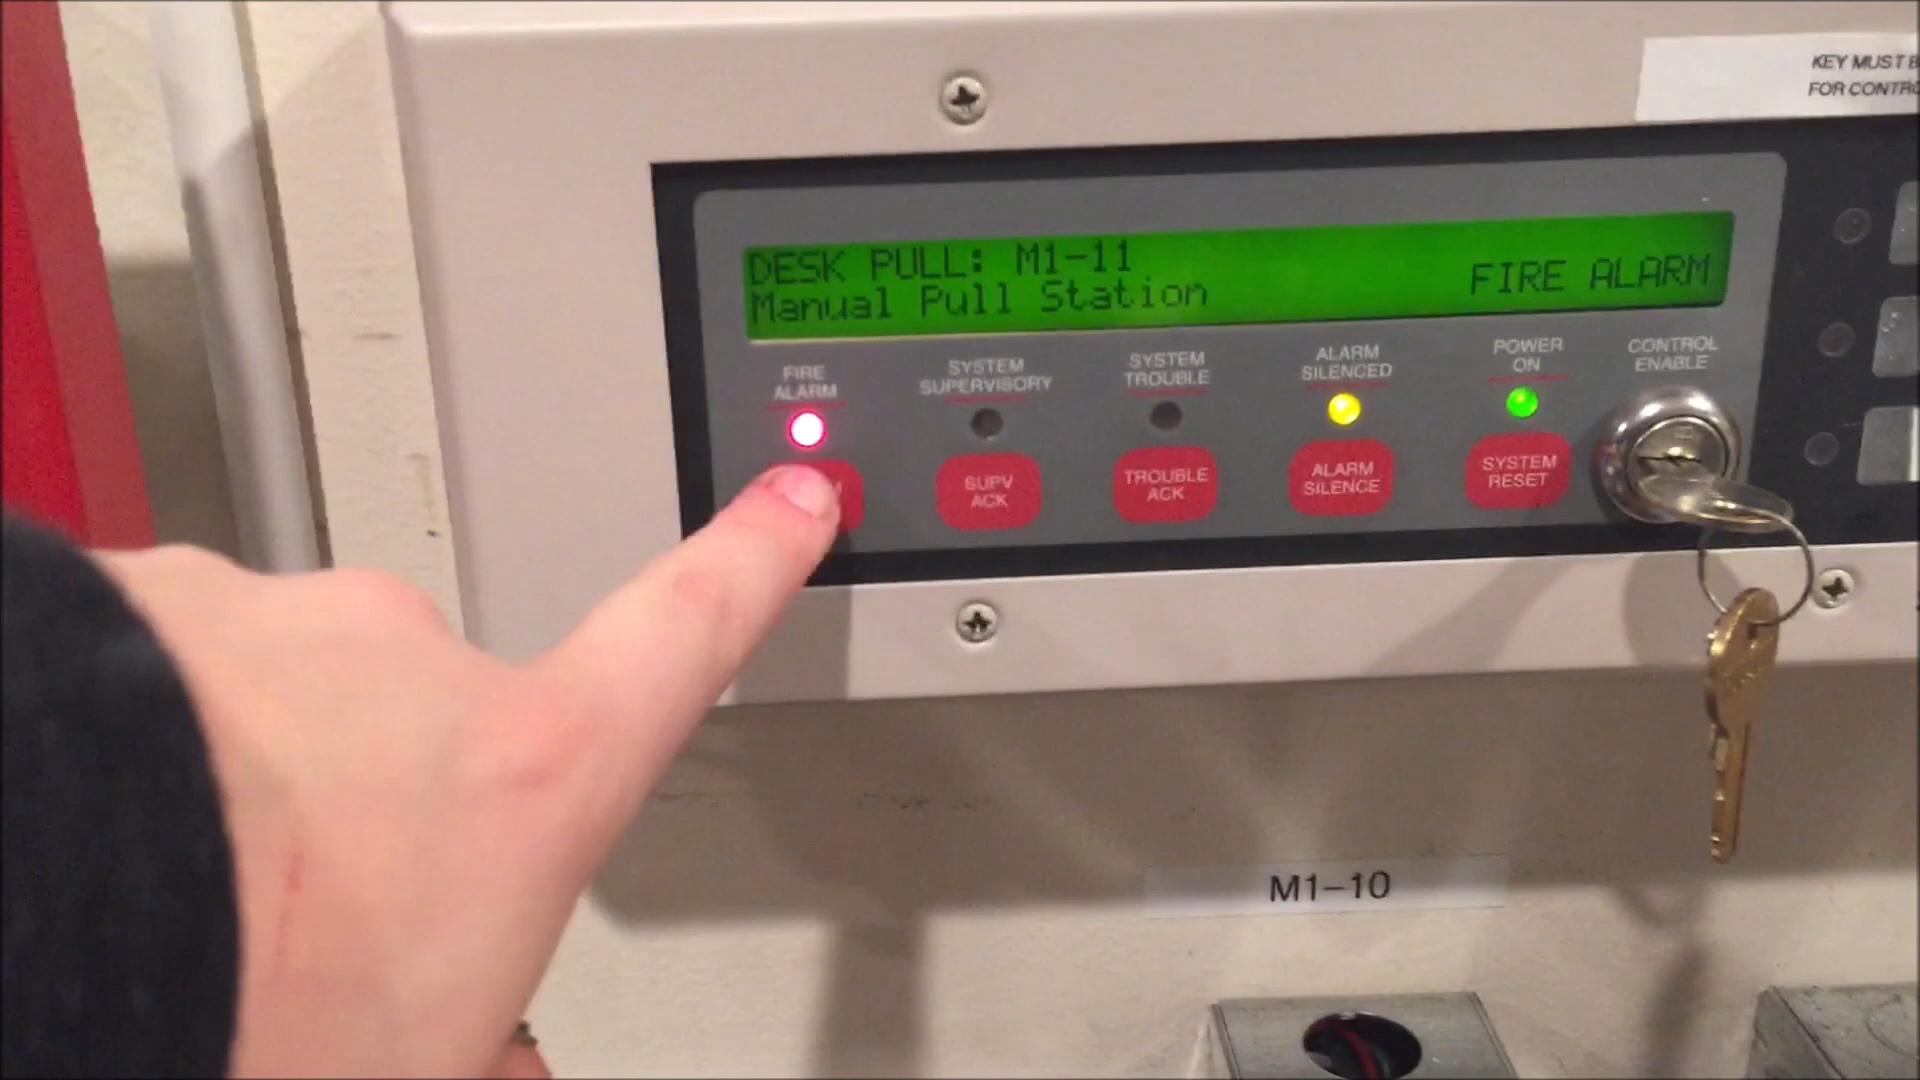 KEY MUST
FOR CONTRO
DESK PULL: M1-11
Manual Pull Station
FIRE ALARM
FIRE
ALARM
SYSTEM
SUPERVISORY
SYSTEM
TROUBLE
ALARM
SILENCED
POWER
ON
CONTROL
ENABLE
SUPV
ACK
TROUBLE
ACK
ALARM
SILENCE
SYSTEM
RESET
M1-10